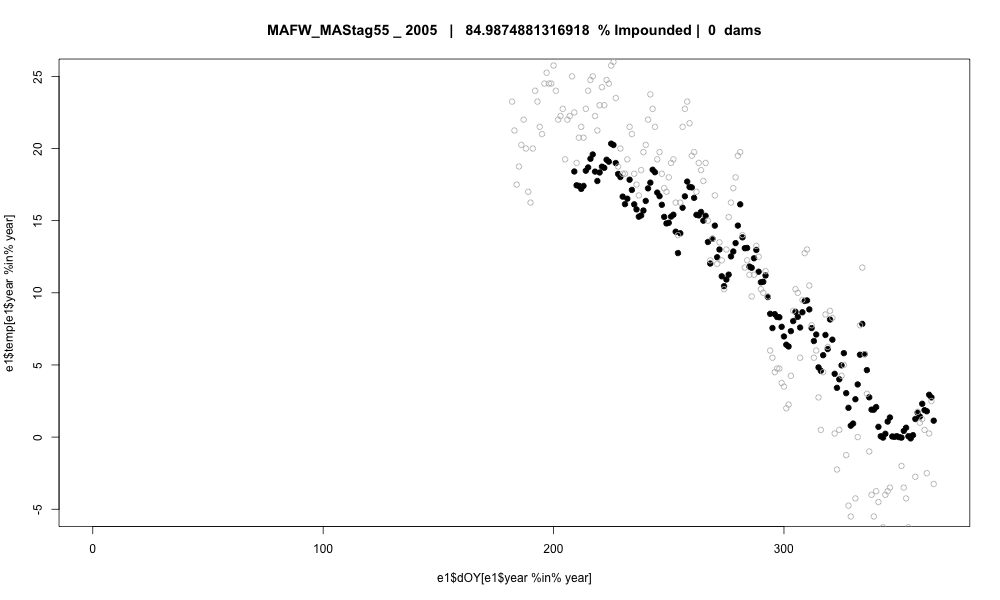 MAFW_MAStag55 _ 2005 | 84.9874881316918 % Impounded | 0 dams
25
20
15
10
5
0
-5
e1$temp[e1$year %in% year]
0 100 200 300
e1$dOY[e1$year %in% year]